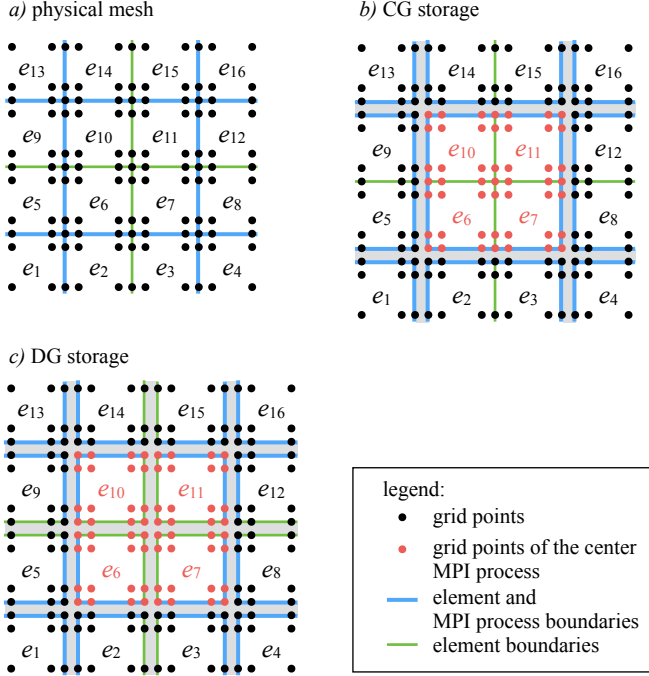 a) physical mesh
e13 e14 e15 e16
e9 e10 e11 e12
e5 e6 e7 e8
e1 e2 e3 e4
b) CG storage
e13 e14 e15 e16
e9 e10 e11 e12
e5 e6 e7 e8
e1 e2 e3 e4
c) DG storage
e13 e14 e15 e16
e9 e10 e11 e12
e5 e6 e7 e8
e1 e2 e3 e4
legend:
grid points
grid points of the center
MPI process
element and
MPI process boundaries
element boundaries